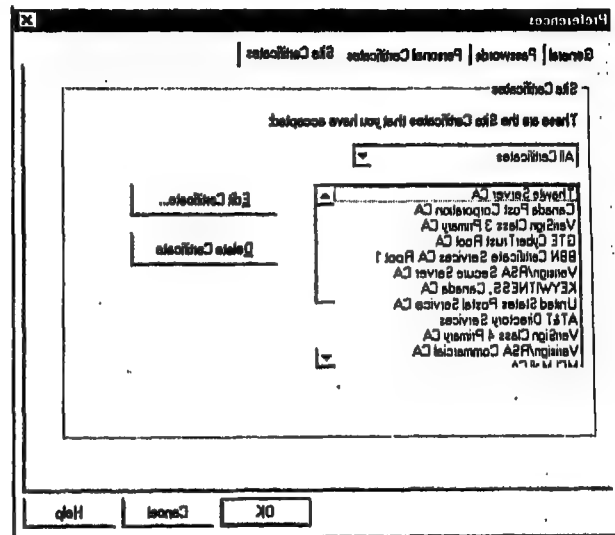 Preferences
General Passwords Personal Certificates Site Certificates
Site Certificates
These are the Site Certificates that you have accepted:
All Certificates
Thawte Server CA
Canada Post Corporation CA
VeriSign Class 3 Primary CA
GTE CyberTrust Root CA
BBN Certificate Services CA Root 1
Verisign/RSA Secure Server CA
KEYWITNESS, Canada CA
United States Postal Service CA
AT&T Directory Services
VeriSign Class 4 Primary CA
Verisign/RSA Commercial CA
MCI Mall CA
Edit Certificate...
Delete Certificate
OK Cancel Help